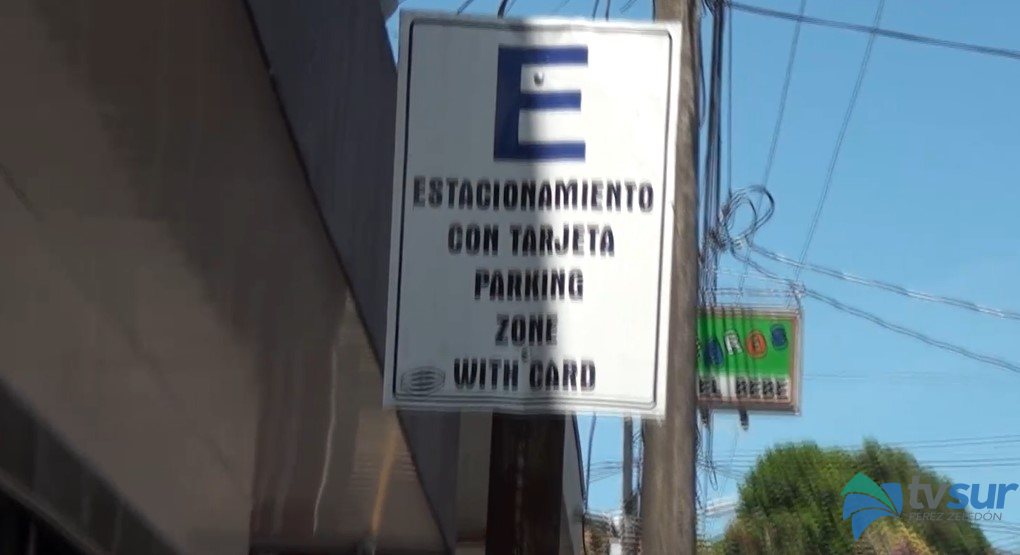 E
ESTACIONAMIENTO
CON TARJETA
PARKING
ZONE
WITH CARD
EL BEBE
tvsur
PÉREZ ZELEDÓN